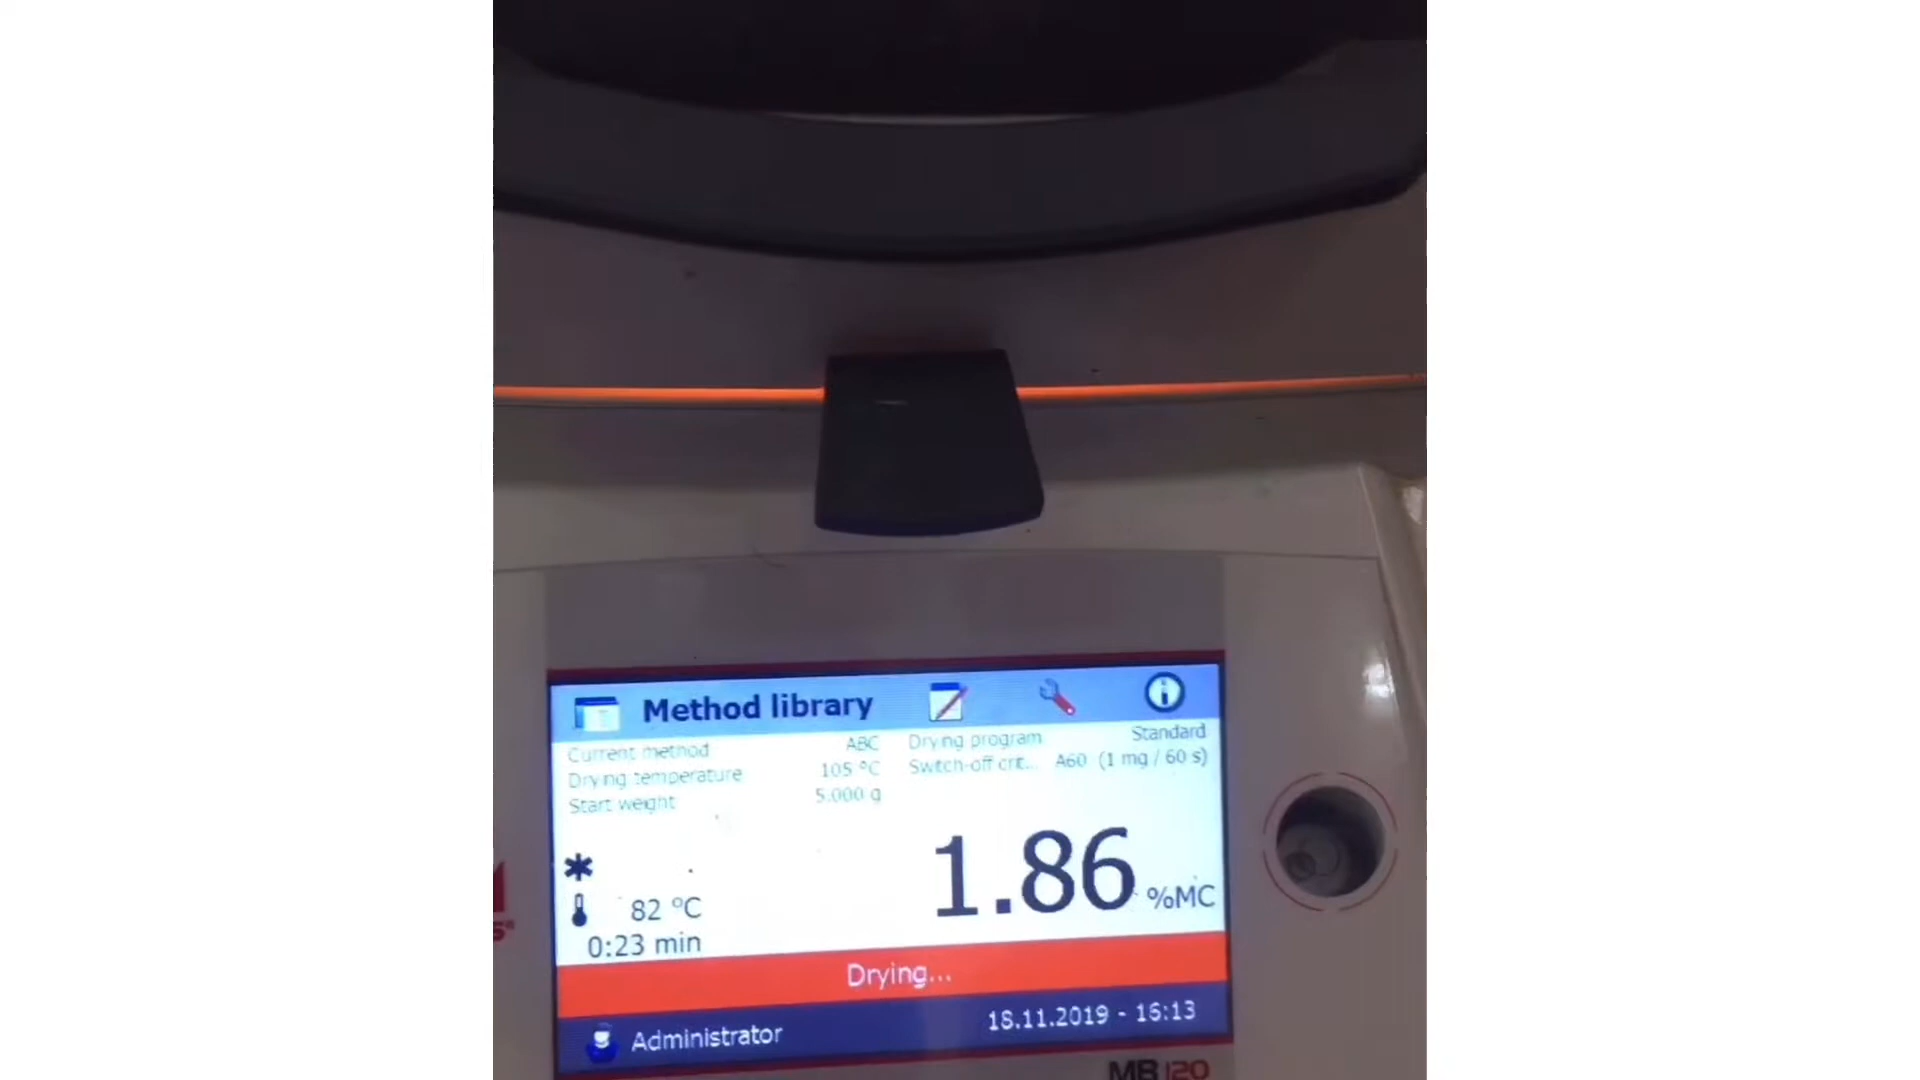 Method library
Current method ABC
Drying temperature 105 °C
Start weight 5.000 g
Drying program Standard
Switch-off crit... A60 (1 mg / 60 s)
82 °C
0:23 min
1.86 %MC
Drying...
Administrator
18.11.2019 - 16:13
MB120